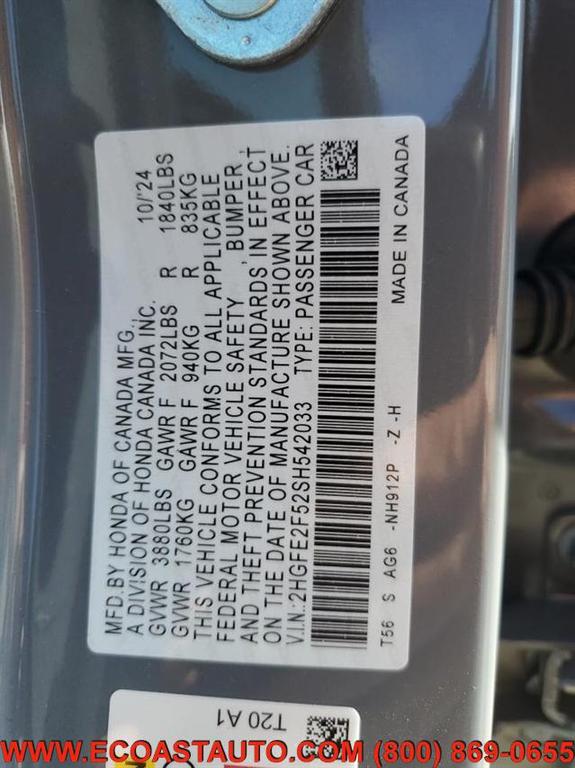 MFD.BY HONDA OF CANADA MFG.,
A DIVISION OF HONDA CANADA INC. 10/'24
GVWR 3880LBS GAWR F 2072LBS R 1840LBS
GVWR 1760KG GAWR F 940KG R 835KG
THIS VEHICLE CONFORMS TO ALL APPLICABLE
FEDERAL MOTOR VEHICLE SAFETY , BUMPER,
AND THEFT PREVENTION STANDARDS IN EFFECT
ON THE DATE OF MANUFACTURE SHOWN ABOVE.
V.I.N.:2HGFE2F52SH542033 TYPE: PASSENGER CAR
T56 S AG6 -NH912P -Z -H MADE IN CANADA
T20 A1
WWW.ECOASTAUTO.COM (800) 869-0655